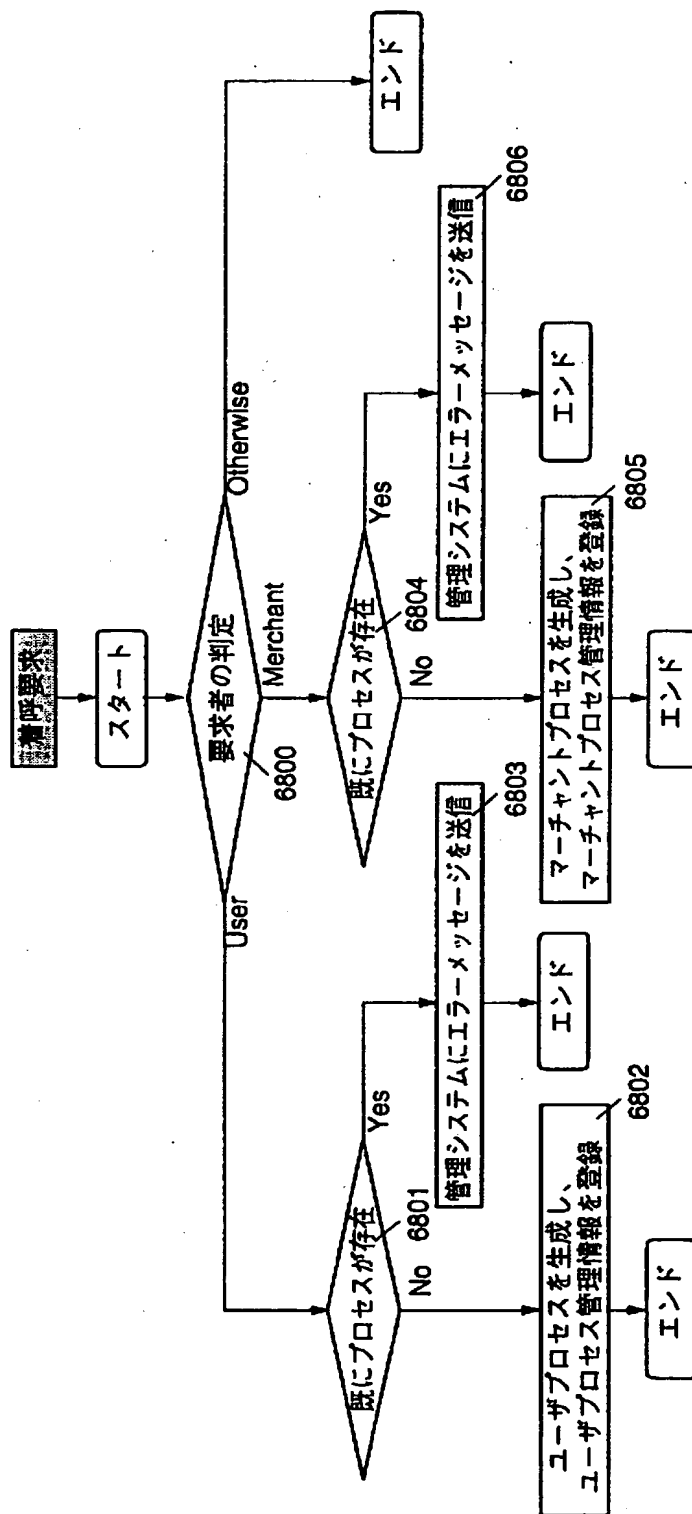 着呼要求
スタート
要求者の判定
6800
User
Merchant
Otherwise
エンド
既にプロセスが存在
6801
Yes
No
管理システムにエラーメッセージを送信
6803
エンド
ユーザプロセスを生成し、
ユーザプロセス管理情報を登録
6802
エンド
既にプロセスが存在
6804
Yes
No
管理システムにエラーメッセージを送信
6806
エンド
マーチャントプロセスを生成し、
マーチャントプロセス管理情報を登録
6805
エンド